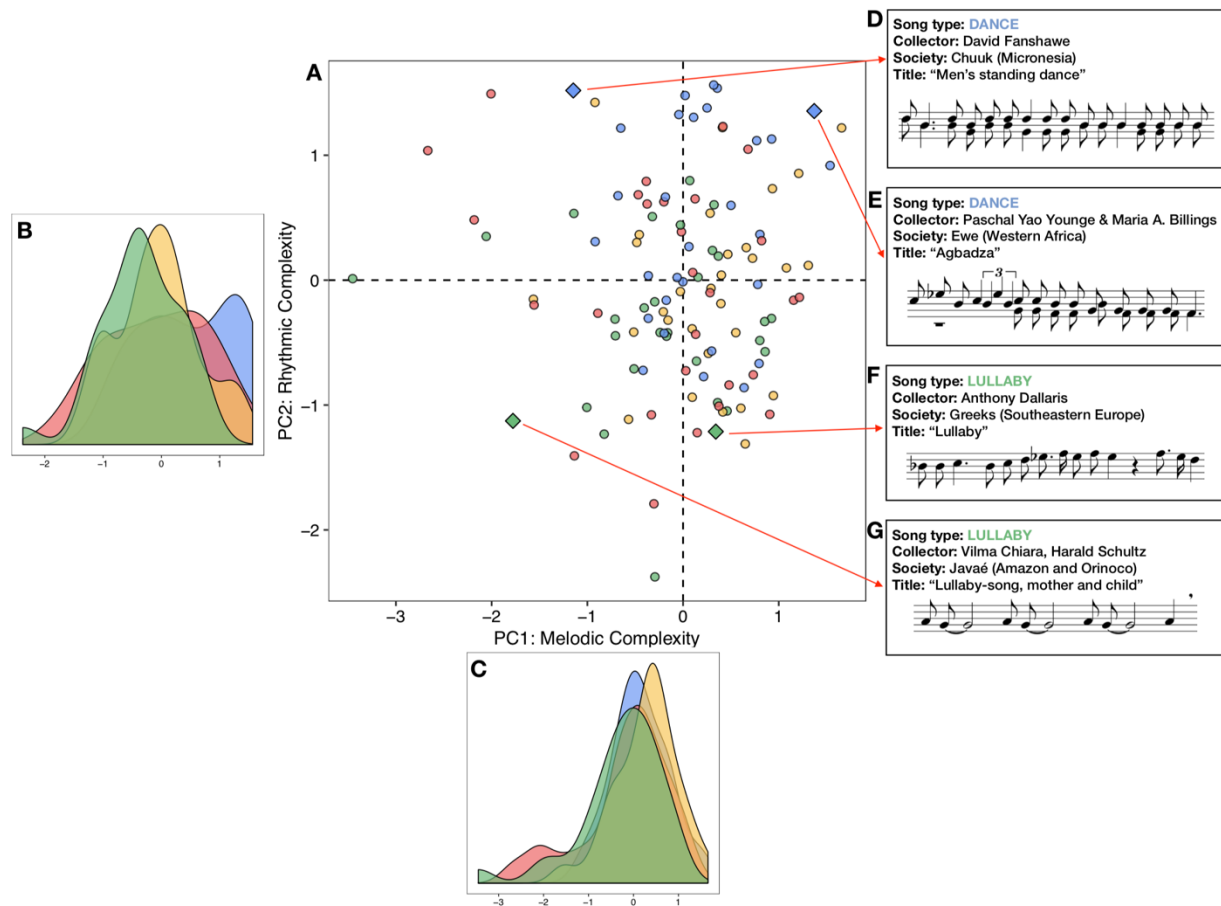 A
1
0
−1
−2
PC2: Rhythmic Complexity
−3
−2
−1
0
1
PC1: Melodic Complexity
B
-2
-1
0
1
C
-3
-2
-1
0
1
D
Song type: DANCE
Collector: David Fanshawe
Society: Chuuk (Micronesia)
Title: “Men’s standing dance”
E
Song type: DANCE
Collector: Paschal Yao Younge & Maria A. Billings
Society: Ewe (Western Africa)
Title: “Agbadza”
3
F
Song type: LULLABY
Collector: Anthony Dallaris
Society: Greeks (Southeastern Europe)
Title: “Lullaby”
G
Song type: LULLABY
Collector: Vilma Chiara, Harald Schultz
Society: Javaé (Amazon and Orinoco)
Title: “Lullaby-song, mother and child”